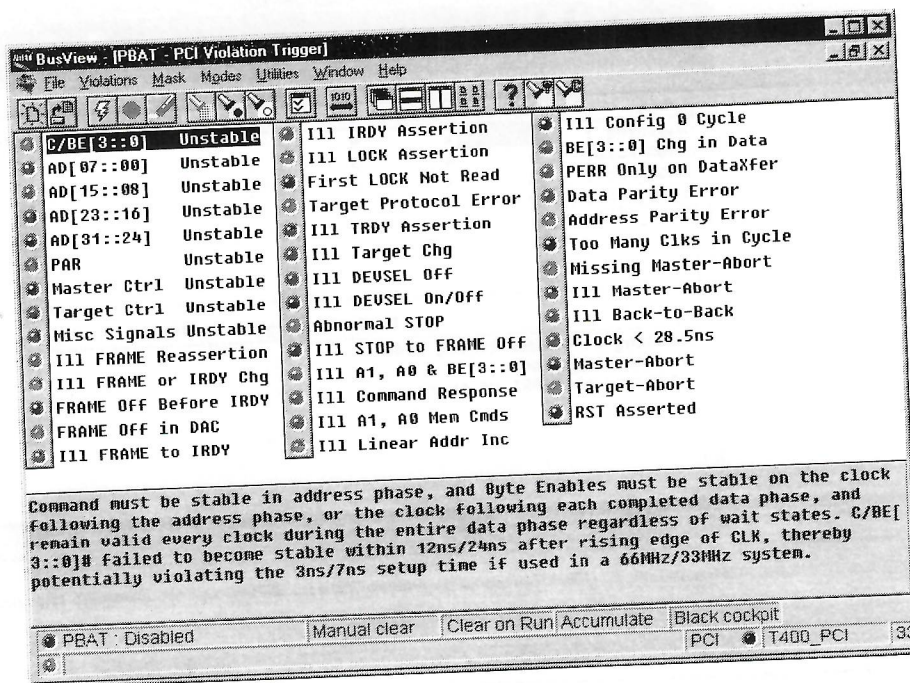 BusView - [PBAT - PCI Violation Trigger]
File Violations Mask Modes Utilities Window Help
C/BE[3::0] Unstable
AD[07::00] Unstable
AD[15::08] Unstable
AD[23::16] Unstable
AD[31::24] Unstable
PAR Unstable
Master Ctrl Unstable
Target Ctrl Unstable
Misc Signals Unstable
Ill FRAME Reassertion
Ill FRAME or IRDY Chg
FRAME Off Before IRDY
FRAME Off in DAC
Ill FRAME to IRDY
Ill IRDY Assertion
Ill LOCK Assertion
First LOCK Not Read
Target Protocol Error
Ill TRDY Assertion
Ill Target Chg
Ill DEVSEL Off
Ill DEVSEL On/Off
Abnormal STOP
Ill STOP to FRAME Off
Ill A1, A0 & BE[3::0]
Ill Command Response
Ill A1, A0 Mem Cmds
Ill Linear Addr Inc
Ill Config 0 Cycle
BE[3::0] Chg in Data
PERR Only on DataXfer
Data Parity Error
Address Parity Error
Too Many Clks in Cycle
Missing Master-Abort
Ill Master-Abort
Ill Back-to-Back
Clock < 28.5ns
Master-Abort
Target-Abort
RST Asserted
Command must be stable in address phase, and Byte Enables must be stable on the clock
following the address phase, or the clock following each completed data phase, and
remain valid every clock during the entire data phase regardless of wait states. C/BE[
3::0]# failed to become stable within 12ns/24ns after rising edge of CLK, thereby
potentially violating the 3ns/7ns setup time if used in a 66MHz/33MHz system.
PBAT : Disabled Manual clear Clear on Run Accumulate Black cockpit
PCI T400_PCI